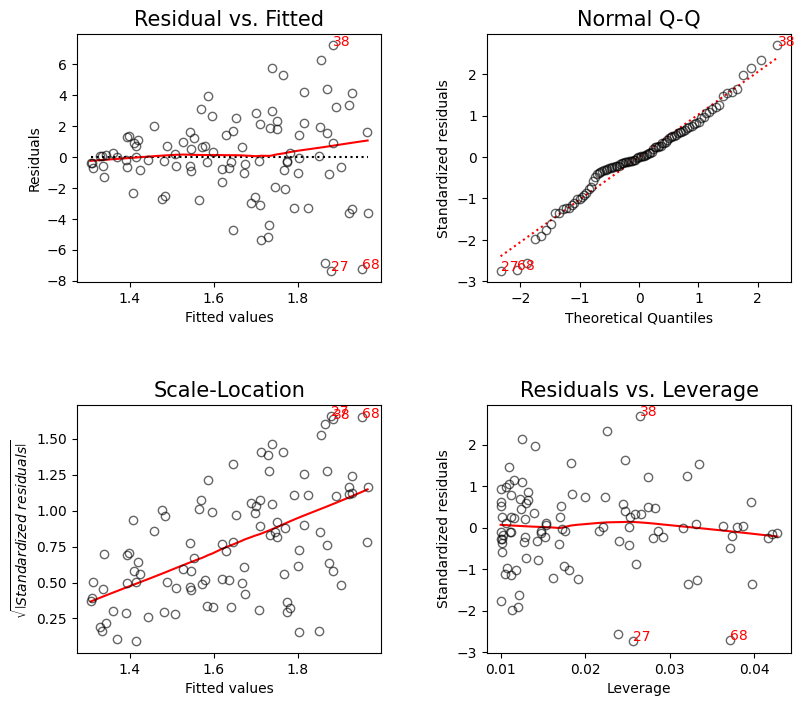 Residual vs. Fitted
Residuals
6
4
2
0
−2
−4
−6
−8
38
27
68
1.4 1.6 1.8
Fitted values
Normal Q-Q
Standardized residuals
2
1
0
−1
−2
−3
38
27
68
−2 −1 0 1 2
Theoretical Quantiles
Scale-Location
√|Standardized residuals|
1.50
1.25
1.00
0.75
0.50
0.25
27
38
68
1.4 1.6 1.8
Fitted values
Residuals vs. Leverage
Standardized residuals
2
1
0
−1
−2
−3
38
27
68
0.01 0.02 0.03 0.04
Leverage